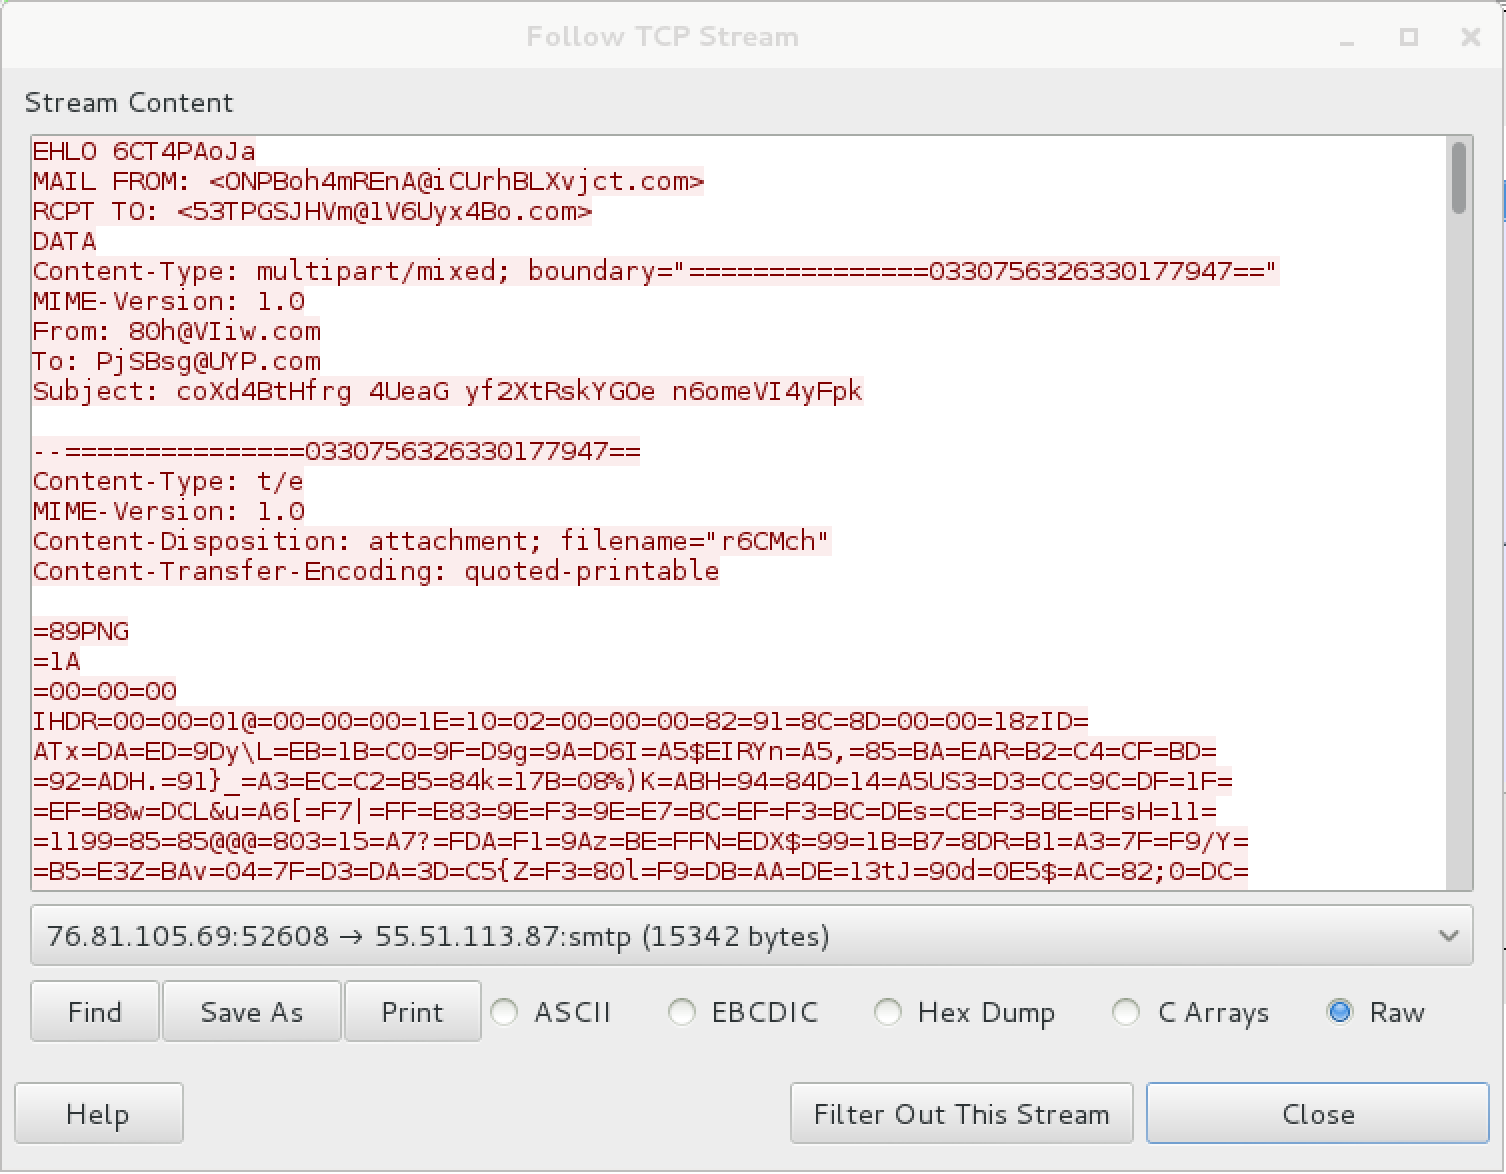 Follow TCP Stream
Stream Content
EHLO 6CT4PAoJa
MAIL FROM: <ONPBoh4mREnA@iCUrhBLXvjct.com>
RCPT TO: <53TPGSJHVm@1V6Uyx4Bo.com>
DATA
Content-Type: multipart/mixed; boundary="===============0330756326330177947=="
MIME-Version: 1.0
From: 80h@VIiw.com
To: PjSBsg@UYP.com
Subject: coXd4BtHfrg 4UeaG yf2XtRskYGOe n6omeVI4yFpk
--===============0330756326330177947==
Content-Type: t/e
MIME-Version: 1.0
Content-Disposition: attachment; filename="r6CMch"
Content-Transfer-Encoding: quoted-printable
=89PNG
=1A
=00=00=00
IHDR=00=00=01@=00=00=00=1E=10=02=00=00=00=82=91=8C=8D=00=00=18zID=
ATx=DA=ED=9Dy\L=EB=1B=C0=9F=D9g=9A=D6I=A5$EIRYn=A5,=85=BA=EAR=B2=C4=CF=BD=
=92=ADH.=91}_=A3=EC=C2=B5=84k=17B=08%)K=ABH=94=84D=14=A5US3=D3=CC=9C=DF=1F=
=EF=B8w=DCL&u=A6[=F7|=FF=E83=9E=F3=9E=E7=BC=EF=F3=BC=DEs=CE=F3=BE=EFsH=11=
=1199=85=85@@@=803=15=A7?=FDA=F1=9Az=BE=FFN=EDX$=99=1B=B7=8DR=B1=A3=7F=F9/Y=
=B5=E3Z=BAv=04=7F=D3=DA=3D=C5{Z=F3=80l=F9=DB=AA=DE=13tJ=90d=0E5$=AC=82;0=DC=
76.81.105.69:52608 → 55.51.113.87:smtp (15342 bytes)
Find Save As Print ASCII EBCDIC Hex Dump C Arrays Raw
Help Filter Out This Stream Close